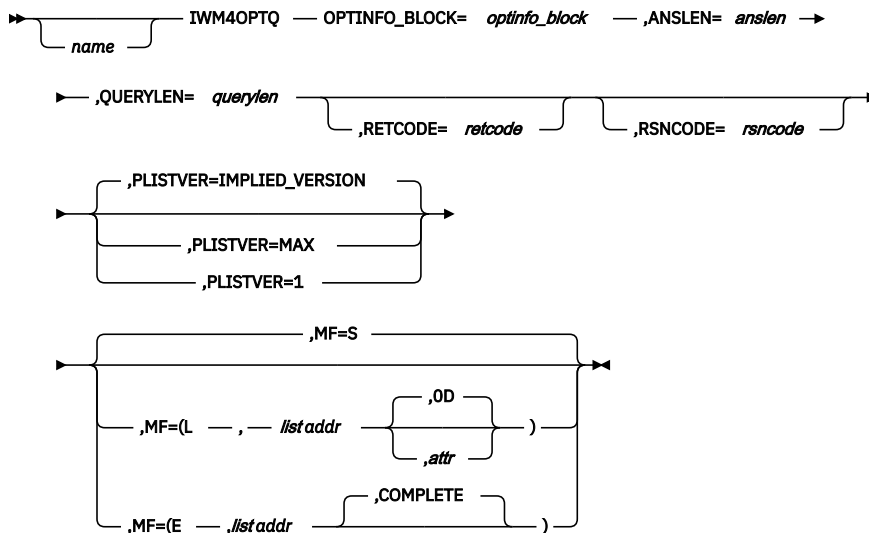 IWM4OPTQ OPTINFO_BLOCK= optinfo_block ,ANSLEN= anslen
name
,QUERYLEN= querylen
,RETCODE= retcode ,RSNCODE= rsncode
,PLISTVER=IMPLIED_VERSION
,PLISTVER=MAX
,PLISTVER=1
,MF=S
,0D
,MF=(L , list addr )
,attr
,COMPLETE
,MF=(E ,list addr )